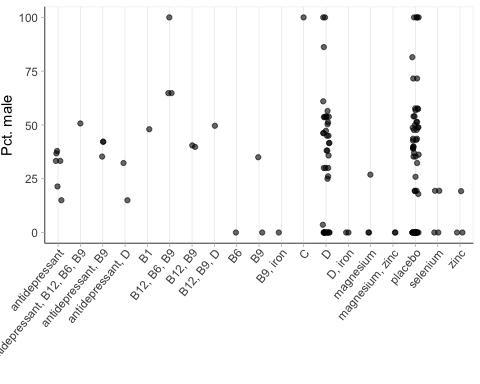 Pct. male
100
75
50
25
0
antidepressant
B12, B6, B9
antidepressant, B9
antidepressant, D
B1
B12, B6, B9
B12, B9
B12, B9, D
B6
B9
B9, iron
C
D
D, iron
magnesium
magnesium, zinc
placebo
selenium
zinc